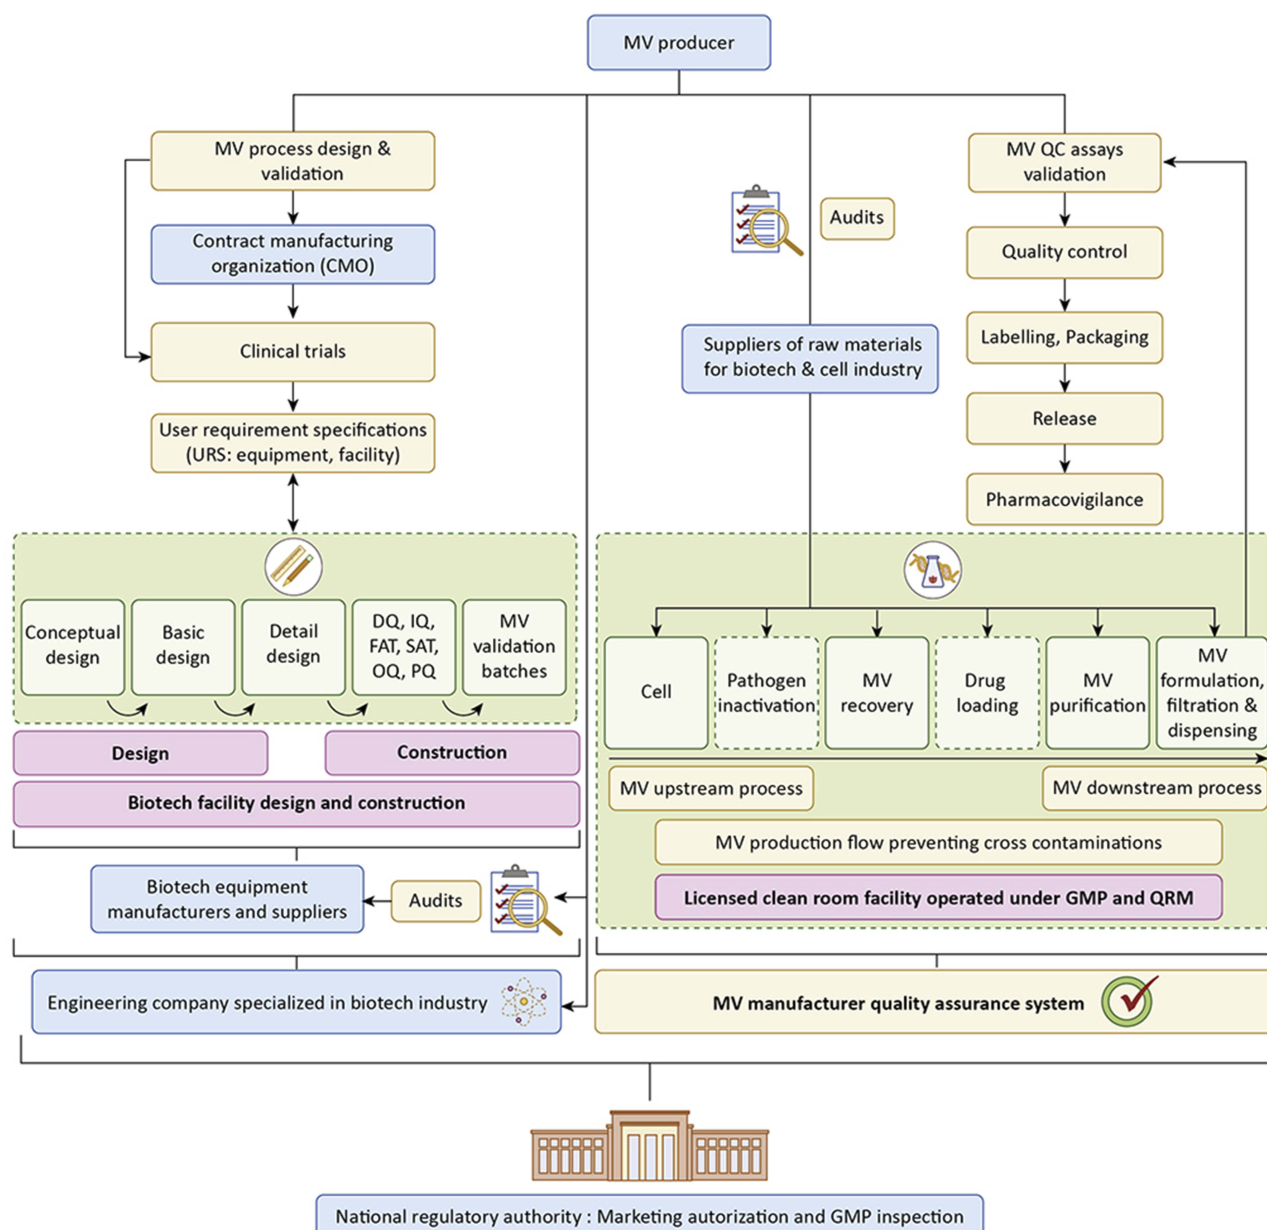 MV producer
MV process design &
validation
Contract manufacturing
organization (CMO)
Clinical trials
User requirement specifications
(URS: equipment, facility)
Audits
Suppliers of raw materials
for biotech & cell industry
MV QC assays
validation
Quality control
Labelling, Packaging
Release
Pharmacovigilance
Conceptual
design
Basic
design
Detail
design
DQ, IQ,
FAT, SAT,
OQ, PQ
MV
validation
batches
Design
Construction
Biotech facility design and construction
Cell
Pathogen
inactivation
MV
recovery
Drug
loading
MV
purification
MV
formulation,
filtration &
dispensing
MV upstream process
MV downstream process
MV production flow preventing cross contaminations
Licensed clean room facility operated under GMP and QRM
Biotech equipment
manufacturers and suppliers
Audits
Engineering company specialized in biotech industry
MV manufacturer quality assurance system
National regulatory authority : Marketing autorization and GMP inspection